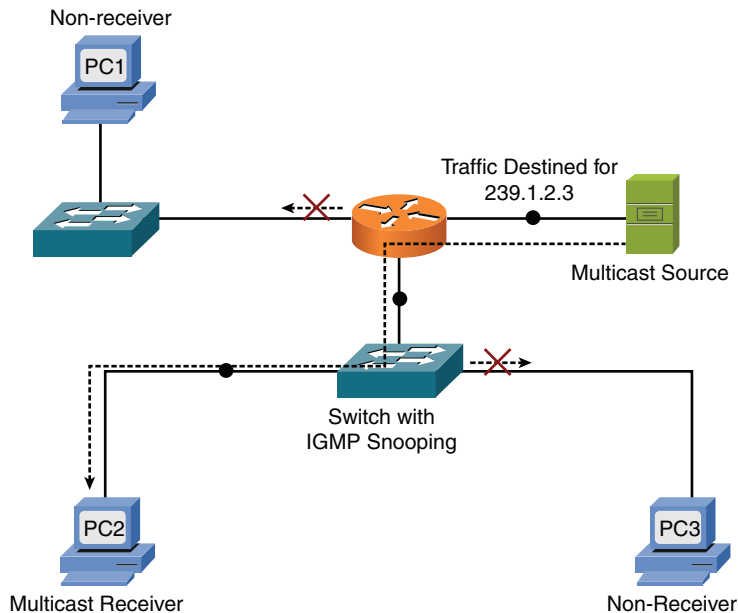 Non-receiver
PC1
Traffic Destined for
239.1.2.3
Multicast Source
Switch with
IGMP Snooping
PC2
PC3
Multicast Receiver
Non-Receiver